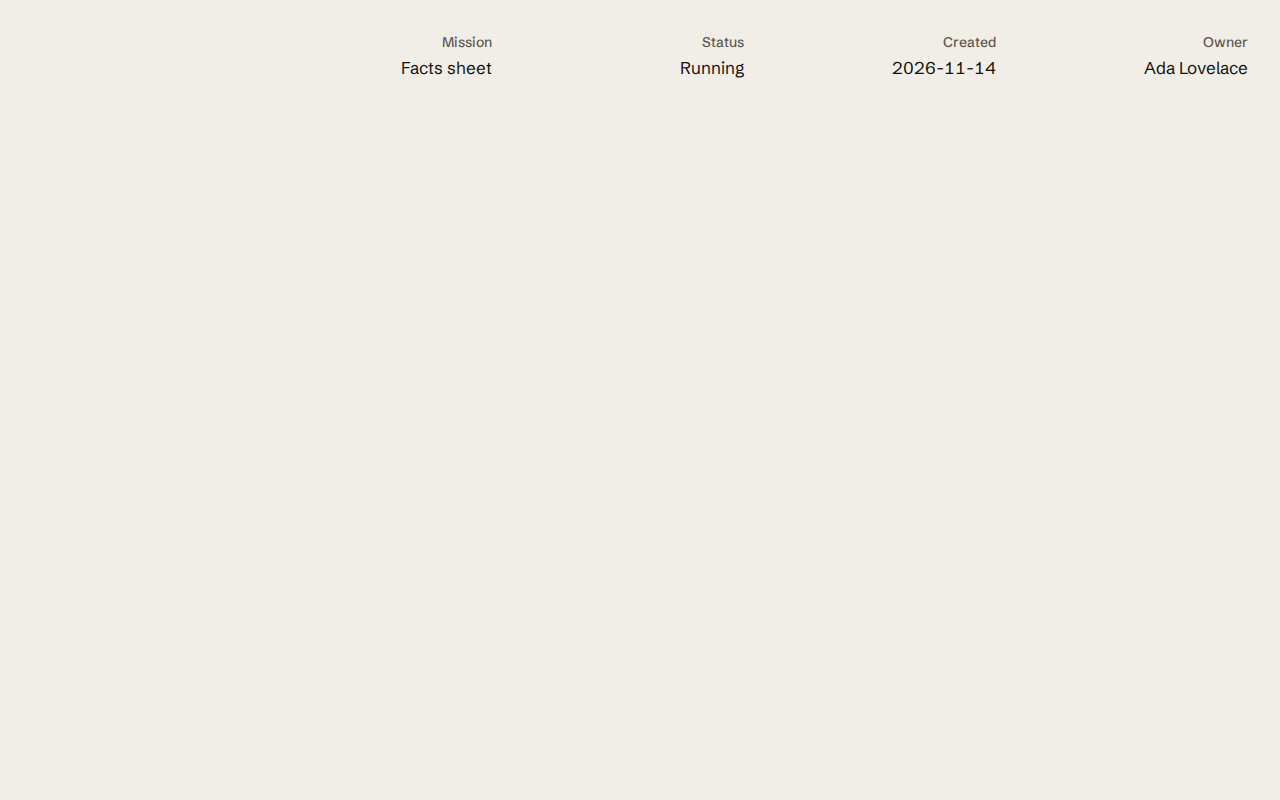 Mission
Facts sheet
Status
Running
Created
2026-11-14
Owner
Ada Lovelace